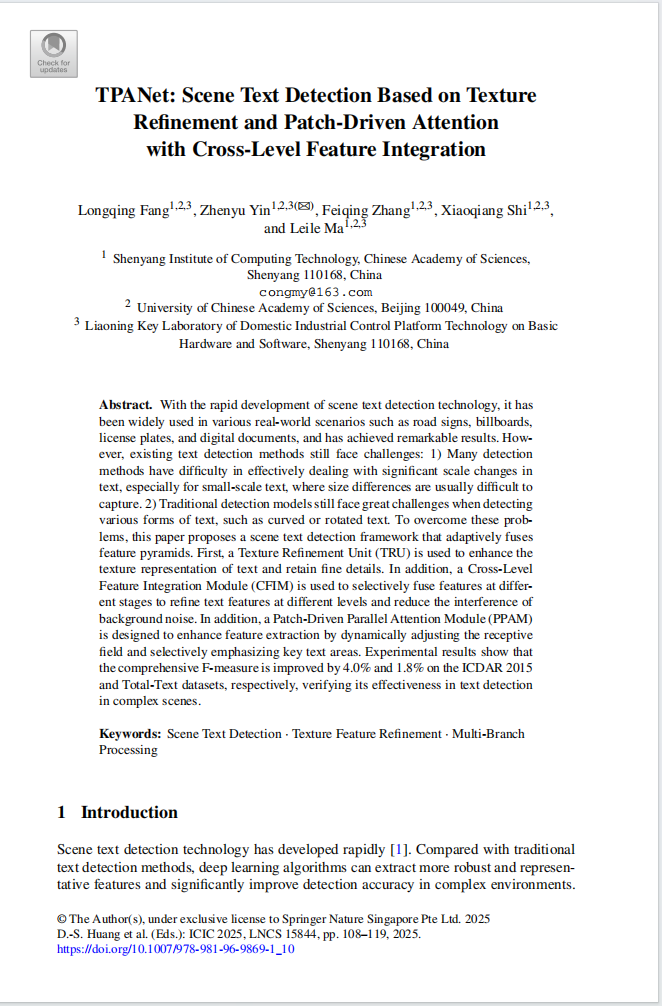 Check for
updates
TPANet: Scene Text Detection Based on Texture
Refinement and Patch-Driven Attention
with Cross-Level Feature Integration
Longqing Fang1,2,3, Zhenyu Yin1,2,3(✉), Feiqing Zhang1,2,3, Xiaoqiang Shi1,2,3,
and Leile Ma1,2,3
1 Shenyang Institute of Computing Technology, Chinese Academy of Sciences,
Shenyang 110168, China
congmy@163.com
2 University of Chinese Academy of Sciences, Beijing 100049, China
3 Liaoning Key Laboratory of Domestic Industrial Control Platform Technology on Basic
Hardware and Software, Shenyang 110168, China
Abstract. With the rapid development of scene text detection technology, it has
been widely used in various real-world scenarios such as road signs, billboards,
license plates, and digital documents, and has achieved remarkable results. How-
ever, existing text detection methods still face challenges: 1) Many detection
methods have difficulty in effectively dealing with significant scale changes in
text, especially for small-scale text, where size differences are usually difficult to
capture. 2) Traditional detection models still face great challenges when detecting
various forms of text, such as curved or rotated text. To overcome these prob-
lems, this paper proposes a scene text detection framework that adaptively fuses
feature pyramids. First, a Texture Refinement Unit (TRU) is used to enhance the
texture representation of text and retain fine details. In addition, a Cross-Level
Feature Integration Module (CFIM) is used to selectively fuse features at differ-
ent stages to refine text features at different levels and reduce the interference of
background noise. In addition, a Patch-Driven Parallel Attention Module (PPAM)
is designed to enhance feature extraction by dynamically adjusting the receptive
field and selectively emphasizing key text areas. Experimental results show that
the comprehensive F-measure is improved by 4.0% and 1.8% on the ICDAR 2015
and Total-Text datasets, respectively, verifying its effectiveness in text detection
in complex scenes.
Keywords: Scene Text Detection · Texture Feature Refinement · Multi-Branch
Processing
1 Introduction
Scene text detection technology has developed rapidly [1]. Compared with traditional
text detection methods, deep learning algorithms can extract more robust and represen-
tative features and significantly improve detection accuracy in complex environments.
© The Author(s), under exclusive license to Springer Nature Singapore Pte Ltd. 2025
D.-S. Huang et al. (Eds.): ICIC 2025, LNCS 15844, pp. 108–119, 2025.
https://doi.org/10.1007/978-981-96-9869-1_10